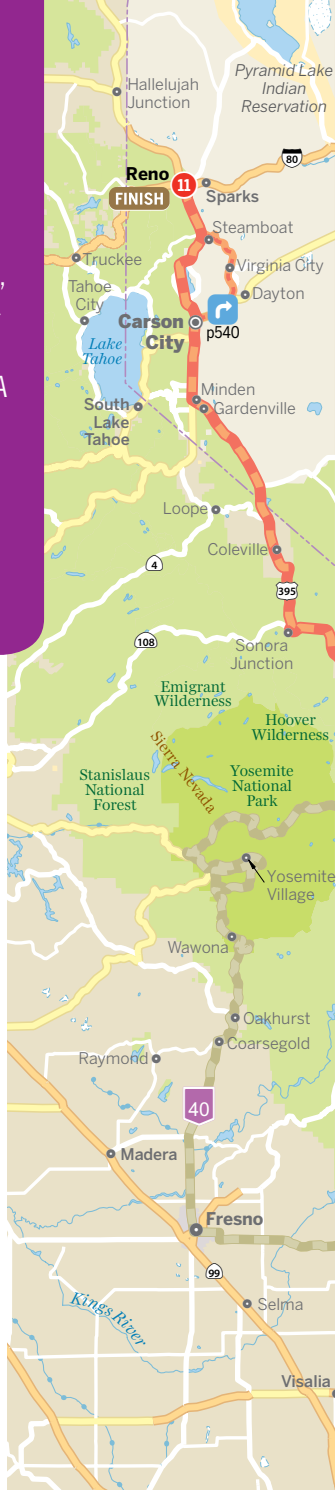 Pyramid Lake
Indian
Reservation
Hallelujah
Junction
80
Reno
11
FINISH
Sparks
Steamboat
Truckee
Virginia City
Tahoe
City
Dayton
,
Carson
City
p540
Lake
Tahoe
A
Minden
Gardenville
South
Lake
Tahoe
Loope
Coleville
4
395
108
Sonora
Junction
Emigrant
Wilderness
Hoover
Wilderness
Sierra Nevada
Stanislaus
National
Forest
Yosemite
National
Park
Yosemite
Village
Wawona
Oakhurst
Coarsegold
Raymond
40
Madera
Fresno
99
Kings River
Selma
Visalia